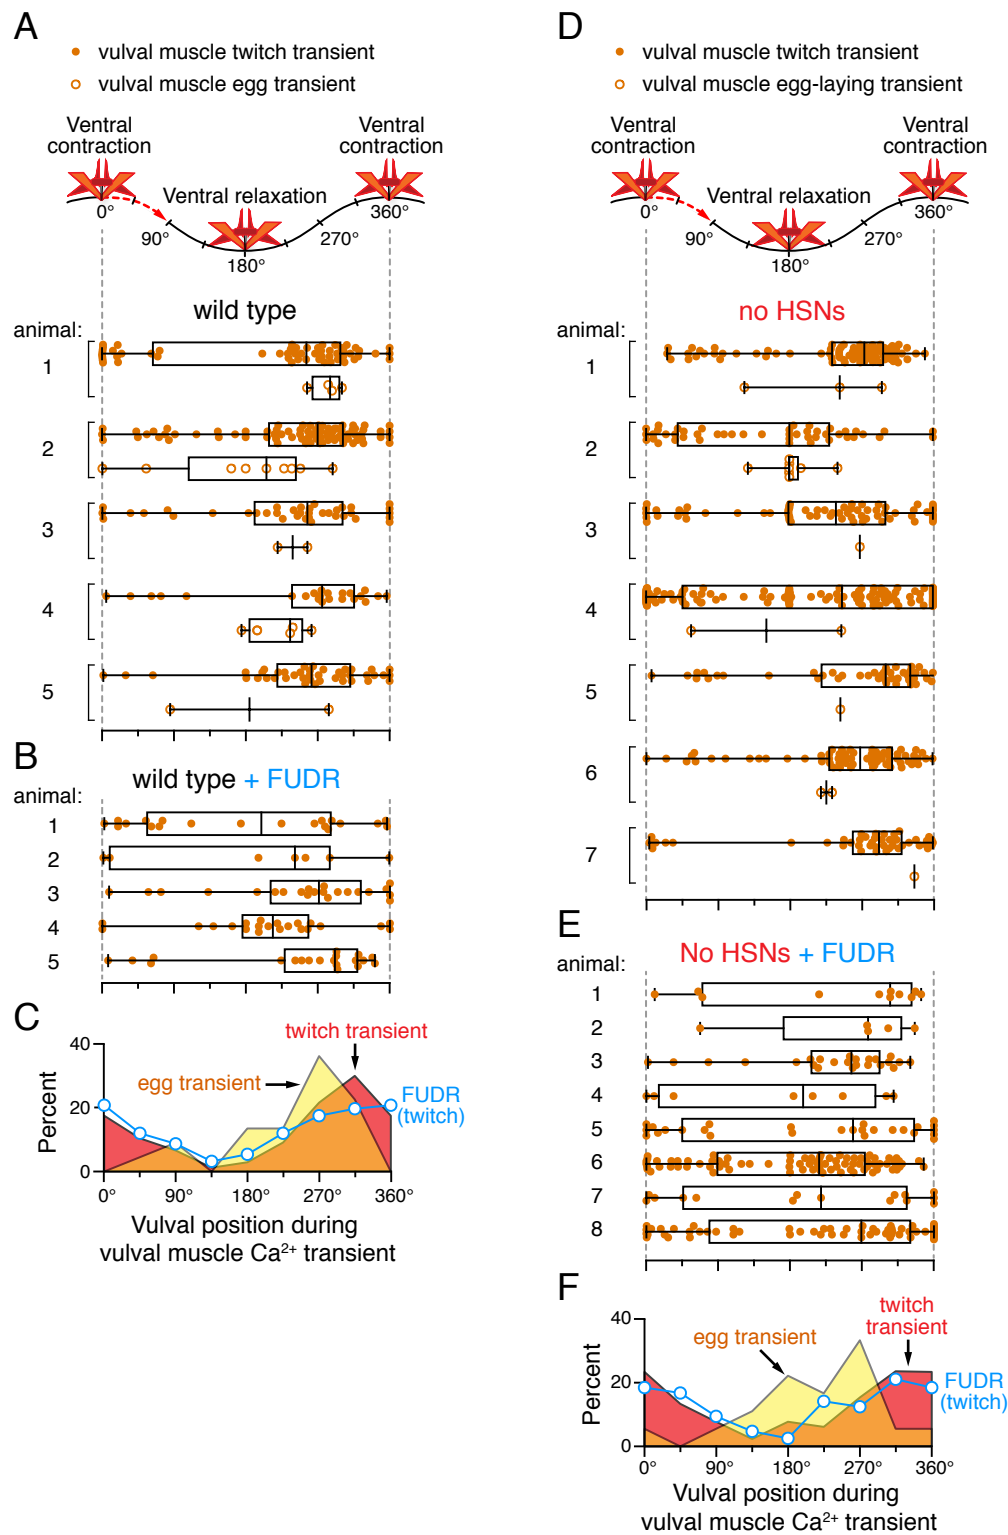 A
vulval muscle twitch transient
vulval muscle egg transient
Ventral
contraction
Ventral
contraction
Ventral relaxation
0°
90°
180°
270°
360°
wild type
animal:
1
2
3
4
5
B
wild type + FUDR
animal:
1
2
3
4
5
C
twitch transient
egg transient
FUDR
(twitch)
Percent
40
20
0
0°
90°
180°
270°
360°
Vulval position during
vulval muscle Ca²⁺ transient
D
vulval muscle twitch transient
vulval muscle egg-laying transient
Ventral
contraction
Ventral
contraction
Ventral relaxation
0°
90°
180°
270°
360°
no HSNs
animal:
1
2
3
4
5
6
7
E
No HSNs + FUDR
animal:
1
2
3
4
5
6
7
8
F
twitch
transient
egg transient
FUDR
(twitch)
Percent
40
20
0
0°
90°
180°
270°
360°
Vulval position during
vulval muscle Ca²⁺ transient